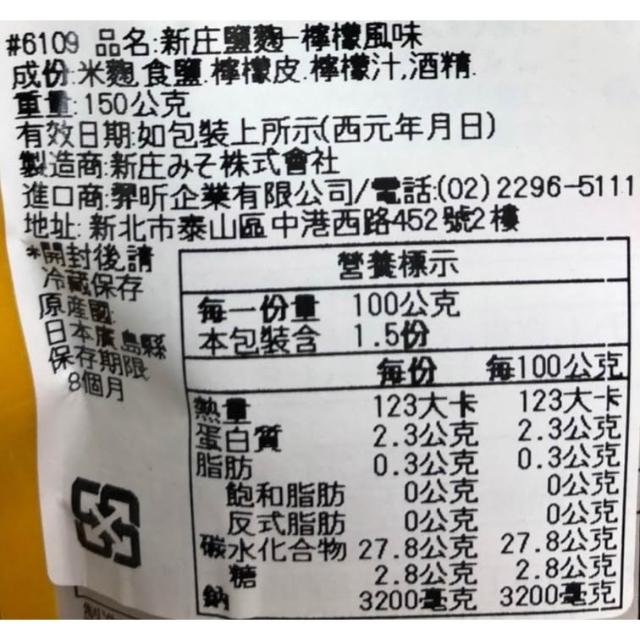 #6109 品名:新庄鹽麴-檸檬風味
成份:米麴,食鹽.檸檬皮.檸檬汁,酒精.
重量:150公克
有效日期:如包裝上所示(西元年月日)
製造商:新庄みそ株式會社
進口商:羿昕企業有限公司/電話:(02)2296-5111
地址: 新北市泰山區中港西路452號2樓
*開封後請
冷藏保存
原產國:
日本廣島縣
保存期限
8個月
營養標示
每一份量 100公克
本包裝含 1.5份
每份 每100公克
熱量 123大卡 123大卡
蛋白質 2.3公克 2.3公克
脂肪 0.3公克 0.3公克
飽和脂肪 0公克 0公克
反式脂肪 0公克 0公克
碳水化合物 27.8公克 27.8公克
糖 2.8公克 2.8公克
鈉 3200毫克 3200毫克